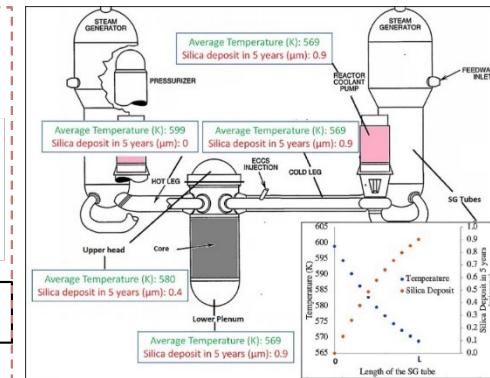 STEAM
GENERATOR
STEAM
GENERATOR
Average Temperature (K): 569
Silica deposit in 5 years (μm): 0.9
PRESSURIZER
REACTOR
COOLANT
PUMP
FEEDWA
INLET
Average Temperature (K): 599
Silica deposit in 5 years (μm): 0
Average Temperature (K): 569
Silica deposit in 5 years (μm): 0.9
ECCS
INJECTION
HOT LEG
COLD LEG
SG Tubes
Upper head
Core
Average Temperature (K): 580
Silica deposit in 5 years (μm): 0.4
Lower Plenum
Average Temperature (K): 569
Silica deposit in 5 years (μm): 0.9
605
600
595
590
585
580
575
570
565
Temperature (K)
Temperature
Silica Deposit
1.0
0.9
0.8
0.7
0.6
0.5
0.4
0.3
0.2
0.1
0.0
Silica Deposited in 5 years
0
L
Length of the SG tube